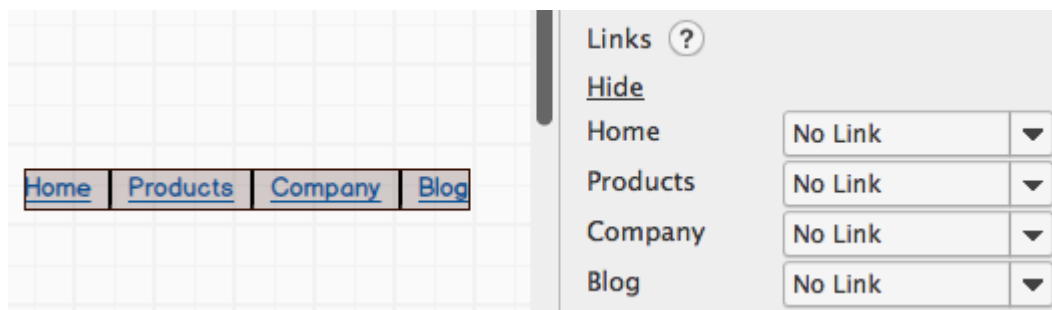 Home Products Company Blog
Links ?
Hide
Home No Link
Products No Link
Company No Link
Blog No Link